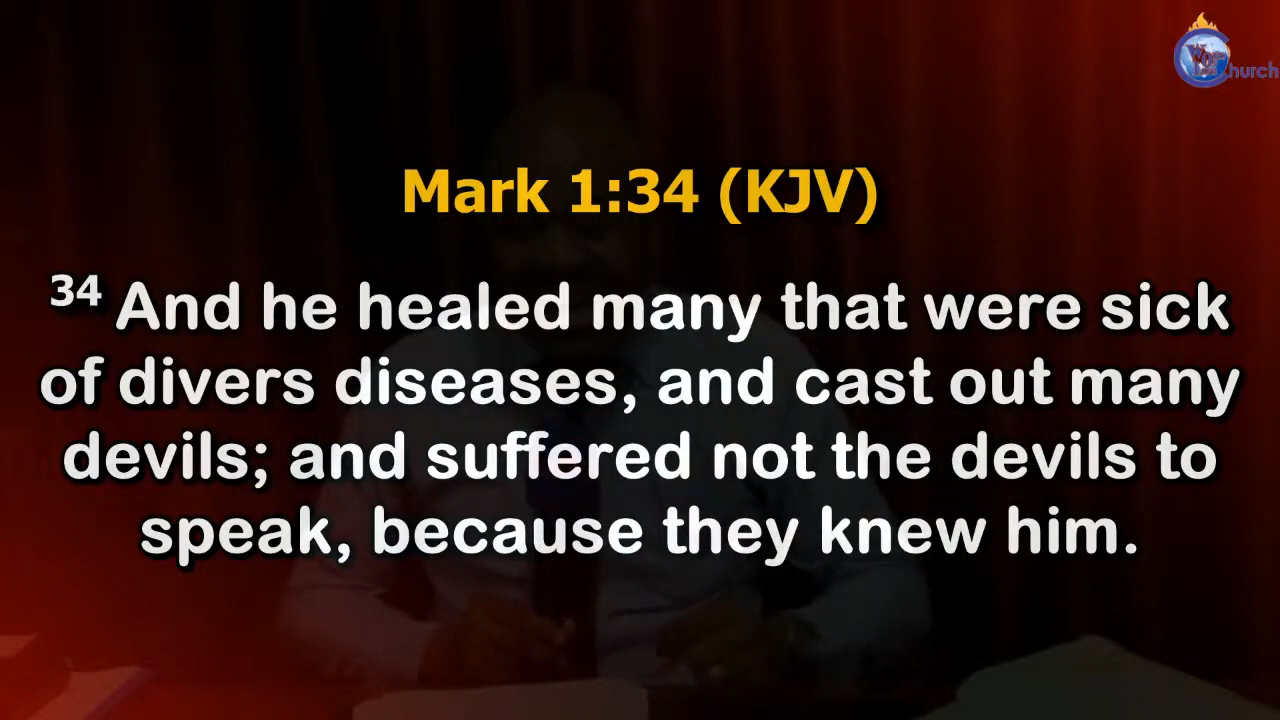 Church
Mark 1:34 (KJV)
34 And he healed many that were sick
of divers diseases, and cast out many
devils; and suffered not the devils to
speak, because they knew him.